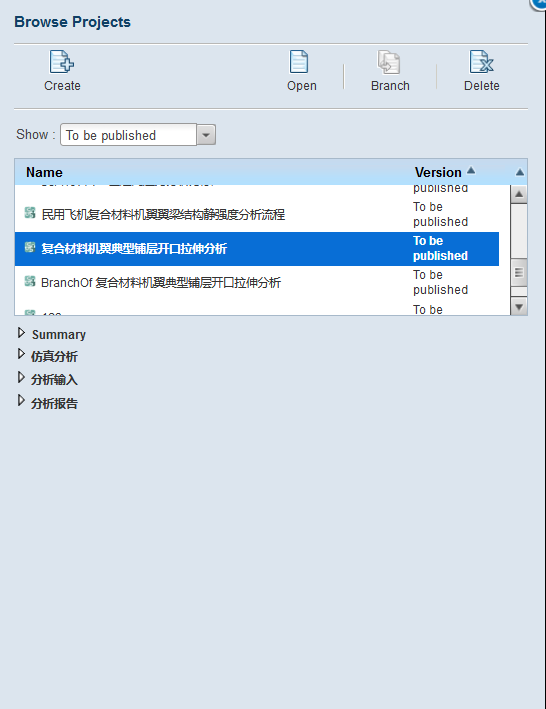 Browse Projects
Create
Open
Branch
Delete
Show :
To be published
Name
Version
published
民用飞机复合材料机翼翼梁结构静强度分析流程
To be
published
复合材料机翼典型铺层开口拉伸分析
To be
published
BranchOf 复合材料机翼典型铺层开口拉伸分析
To be
published
To be
Summary
仿真分析
分析输入
分析报告